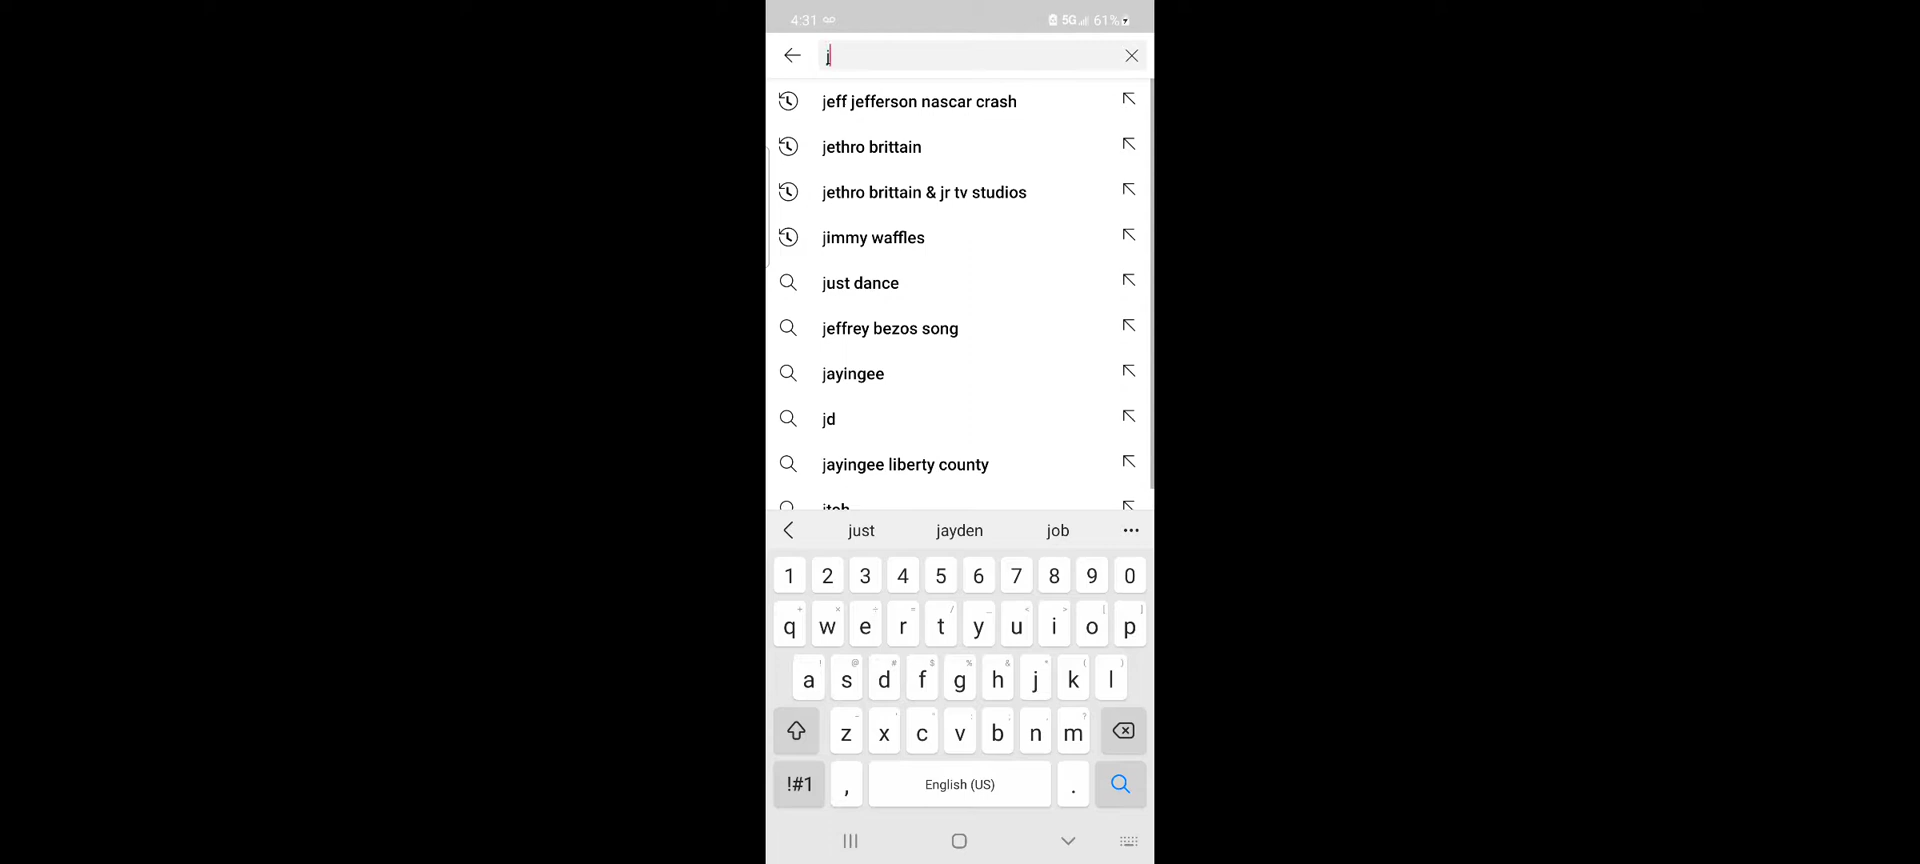 4:31 5G 61%
j
jeff jefferson nascar crash
jethro brittain
jethro brittain & jr tv studios
jimmy waffles
just dance
jeffrey bezos song
jayingee
jd
jayingee liberty county
just jayden job •••
1 2 3 4 5 6 7 8 9 0
+ × ÷ = / _ < > [ ]
q w e r t y u i o p
! @ # $ % & * ( )
a s d f g h j k l
- ' " : ; , ?
z x c v b n m
!#1 , English (US) .